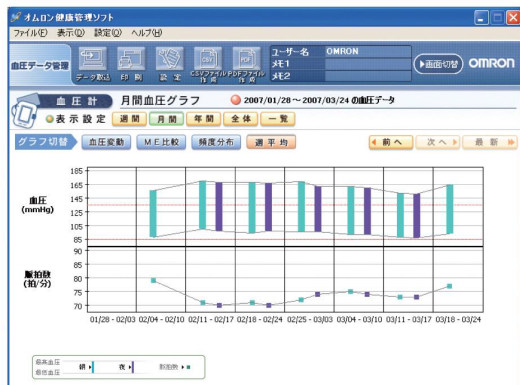 オムロン健康管理ソフト
ファイル(F) 表示(D) 設定(O) ヘルプ(H)
血圧データ管理 データ取込 印刷 設定 CSVファイル作成 PDFファイル作成 ユーザー名 OMRON 画面切替 OMRON
メモ1
メモ2
血圧計 月間血圧グラフ 2007/01/28～2007/03/24 の血圧データ
表示設定 週間 月間 年間 全体 一覧
グラフ切替 血圧変動 ME比較 頻度分布 週平均 前へ 次へ 最新
血圧
(mmHg)
185
165
145
125
105
85
脈拍数
(拍/分)
90
85
80
75
70
01/28 - 02/03 02/04 - 02/10 02/11 - 02/17 02/18 - 02/24 02/25 - 03/03 03/04 - 03/10 03/11 - 03/17 03/18 - 03/24
最高血圧 朝 夜 脈拍数
最低血圧